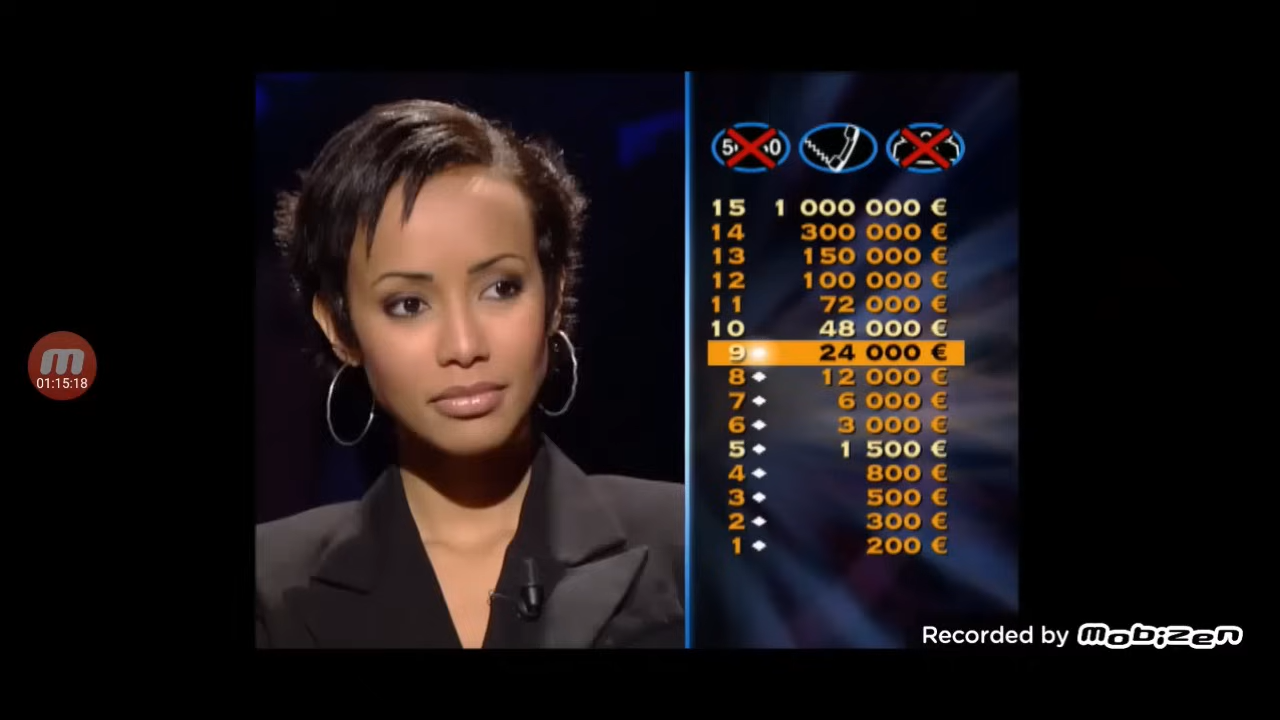 50:50
15 1 000 000 €
14 300 000 €
13 150 000 €
12 100 000 €
11 72 000 €
10 48 000 €
9 24 000 €
8 12 000 €
7 6 000 €
6 3 000 €
5 1 500 €
4 800 €
3 500 €
2 300 €
1 200 €
01:15:18
Recorded by Mobizen